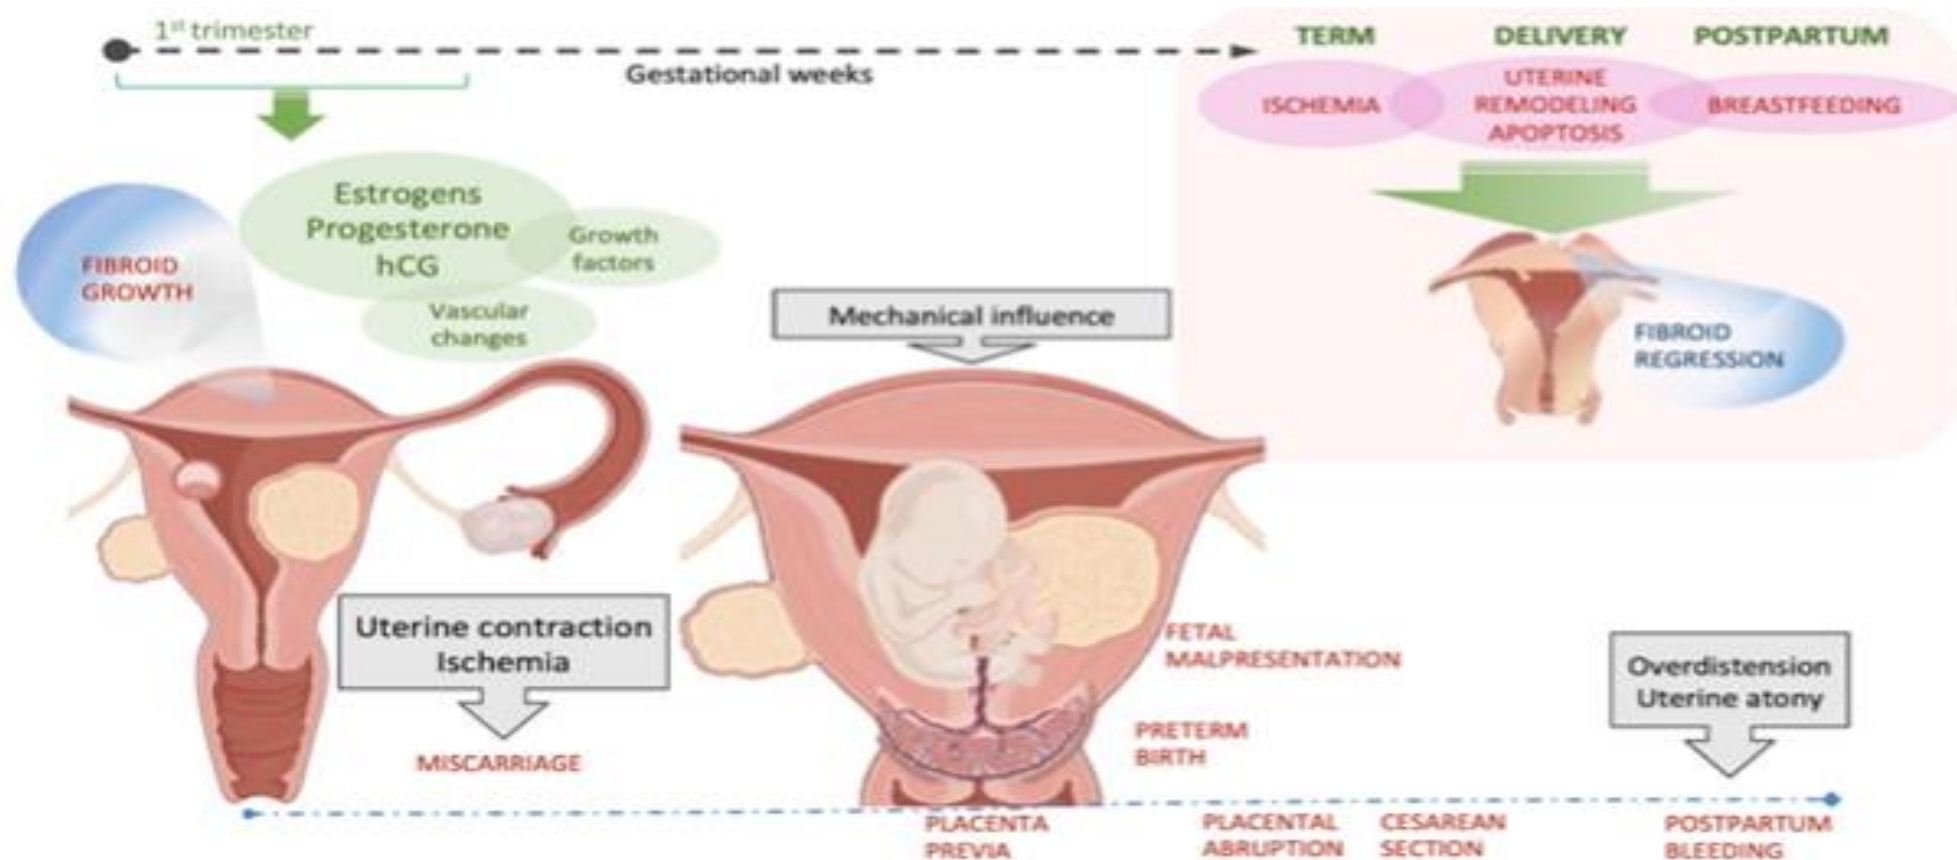 1st trimester
Gestational weeks
TERM
DELIVERY
POSTPARTUM
ISCHEMIA
UTERINE
REMODELING
APOPTOSIS
BREASTFEEDING
FIBROID
GROWTH
Estrogens
Progesterone
hCG
Growth
factors
Vascular
changes
Mechanical influence
FIBROID
REGRESSION
Uterine contraction
Ischemia
MISCARRIAGE
FETAL
MALPRESENTATION
PRETERM
BIRTH
Overdistension
Uterine atony
PLACENTA
PREVIA
PLACENTAL
ABRUPTION
CESAREAN
SECTION
POSTPARTUM
BLEEDING